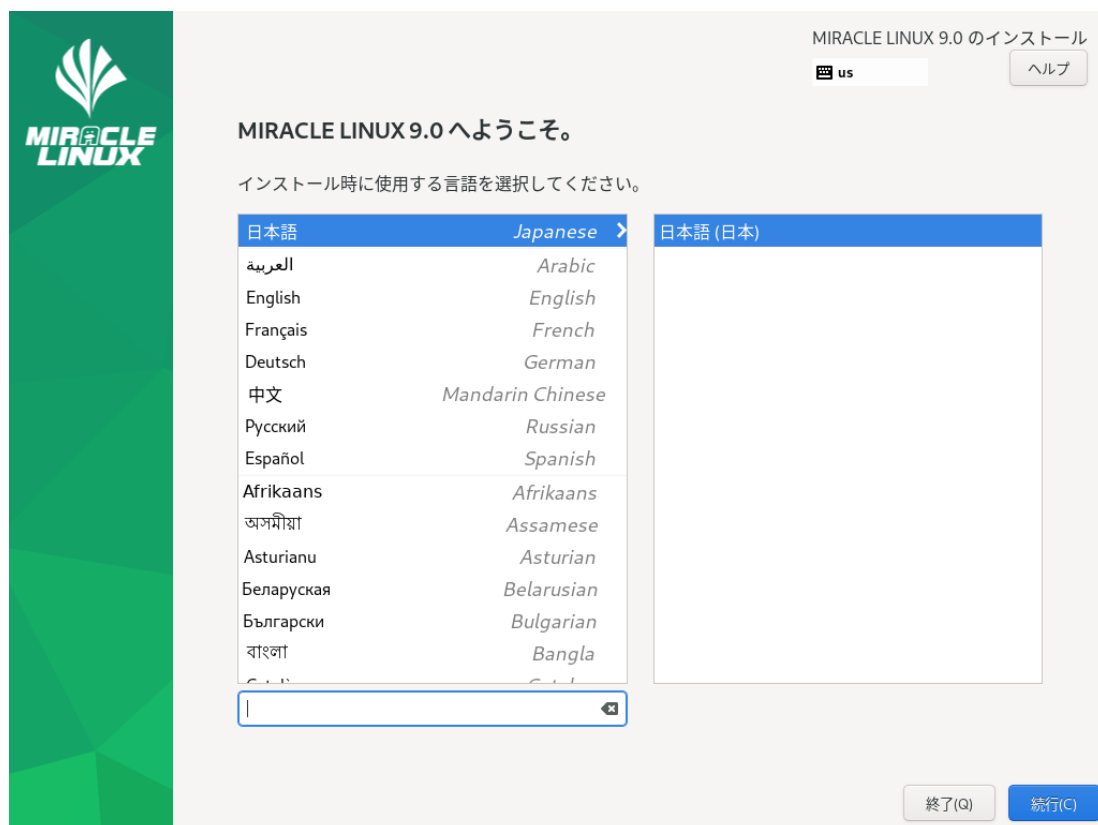 MIRACLE
LINUX
MIRACLE LINUX 9.0 のインストール
us
ヘルプ
MIRACLE LINUX 9.0 へようこそ。
インストール時に使用する言語を選択してください。
日本語 Japanese 日本語 (日本)
العربية Arabic
English English
Français French
Deutsch German
中文 Mandarin Chinese
Русский Russian
Español Spanish
Afrikaans Afrikaans
অসমীয়া Assamese
Asturianu Asturian
Беларуская Belarusian
Български Bulgarian
বাংলা Bangla
終了(Q) 続行(C)